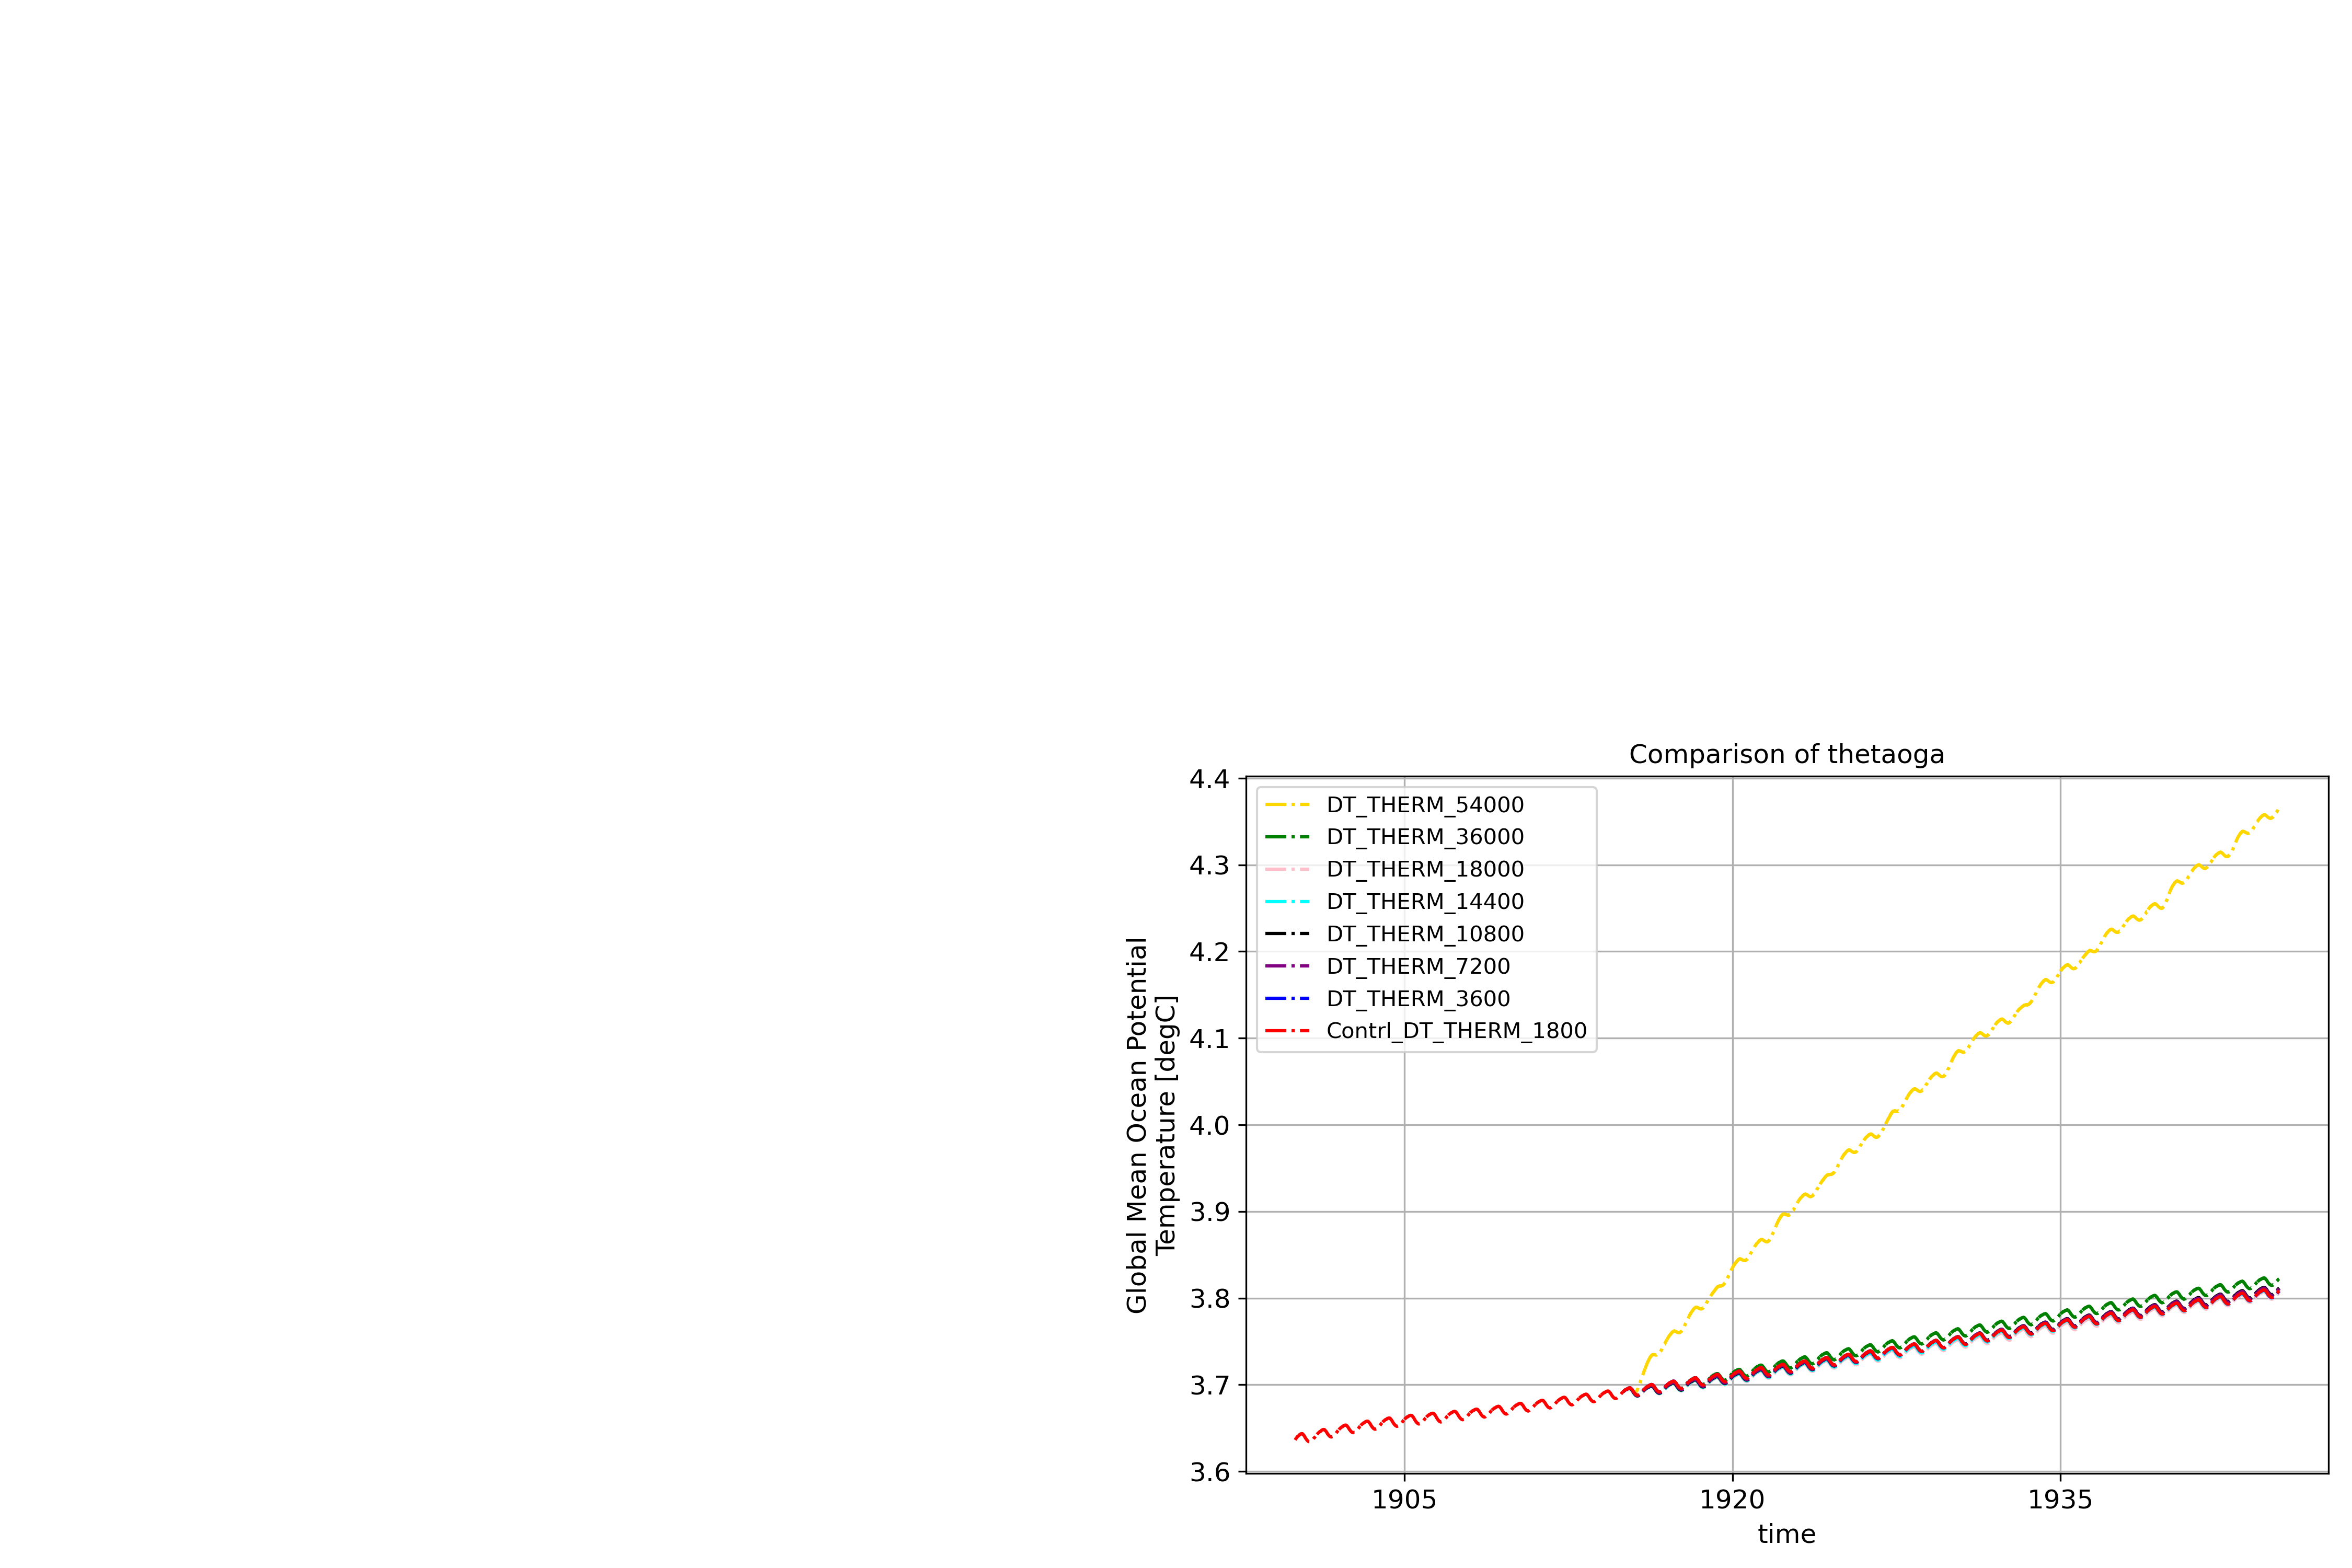 Comparison of thetaoga
4.4
4.3
4.2
4.1
4.0
3.9
3.8
3.7
3.6
Global Mean Ocean Potential
Temperature [degC]
DT_THERM_54000
DT_THERM_36000
DT_THERM_18000
DT_THERM_14400
DT_THERM_10800
DT_THERM_7200
DT_THERM_3600
Contrl_DT_THERM_1800
1905
1920
1935
time